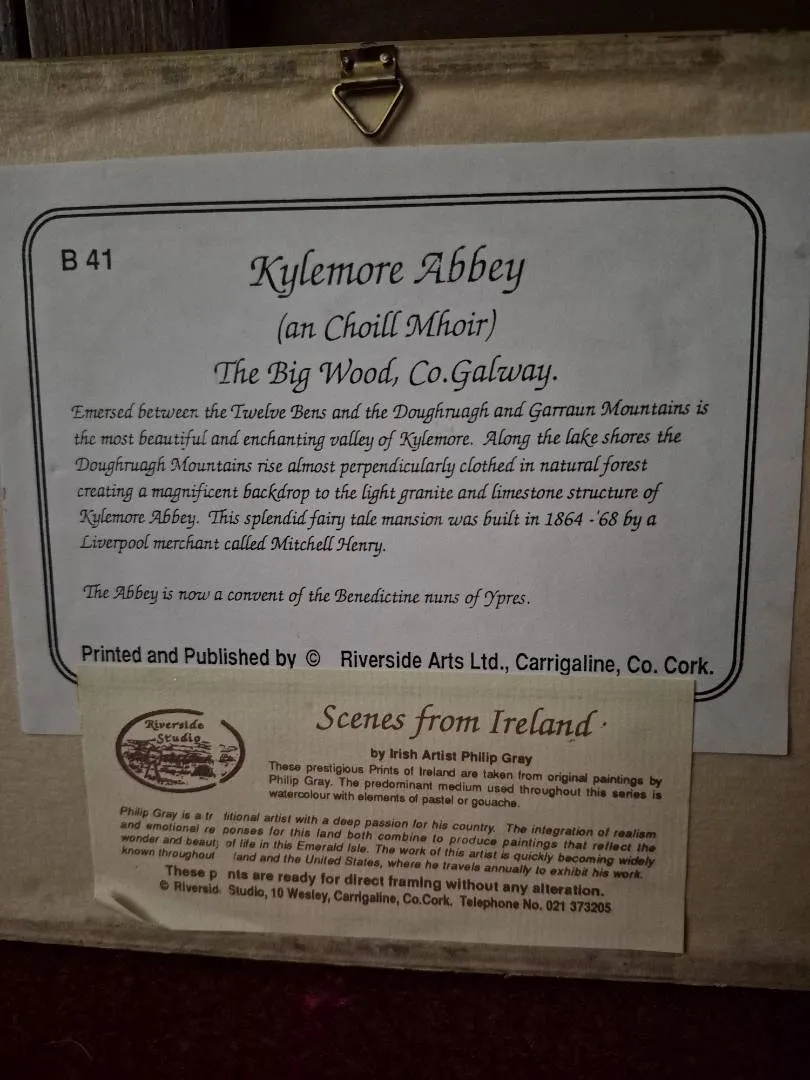 B 41
Kylemore Abbey
(an Choill Mhoir)
The Big Wood, Co.Galway.
Emersed between the Twelve Bens and the Doughruagh and Garraun Mountains is
the most beautiful and enchanting valley of Kylemore. Along the lake shores the
Doughruagh Mountains rise almost perpendicularly clothed in natural forest
creating a magnificent backdrop to the light granite and limestone structure of
Kylemore Abbey. This splendid fairy tale mansion was built in 1864 -'68 by a
Liverpool merchant called Mitchell Henry.
The Abbey is now a convent of the Benedictine nuns of Ypres.
Printed and Published by © Riverside Arts Ltd., Carrigaline, Co. Cork.
Riverside
Studio
Scenes from Ireland
by Irish Artist Philip Gray
These prestigious Prints of Ireland are taken from original paintings by
Philip Gray. The predominant medium used throughout this series is
watercolour with elements of pastel or gouache.
Philip Gray is a tr itional artist with a deep passion for his country. The integration of realism
and emotional re ponses for this land both combine to produce paintings that reflect the
wonder and beaut of life in this Emerald Isle. The work of this artist is quickly becoming widely
known throughout land and the United States, where he travels annually to exhibit his work.
These p nts are ready for direct framing without any alteration.
© Riversid Studio, 10 Wesley, Carrigaline, Co.Cork. Telephone No. 021 373205